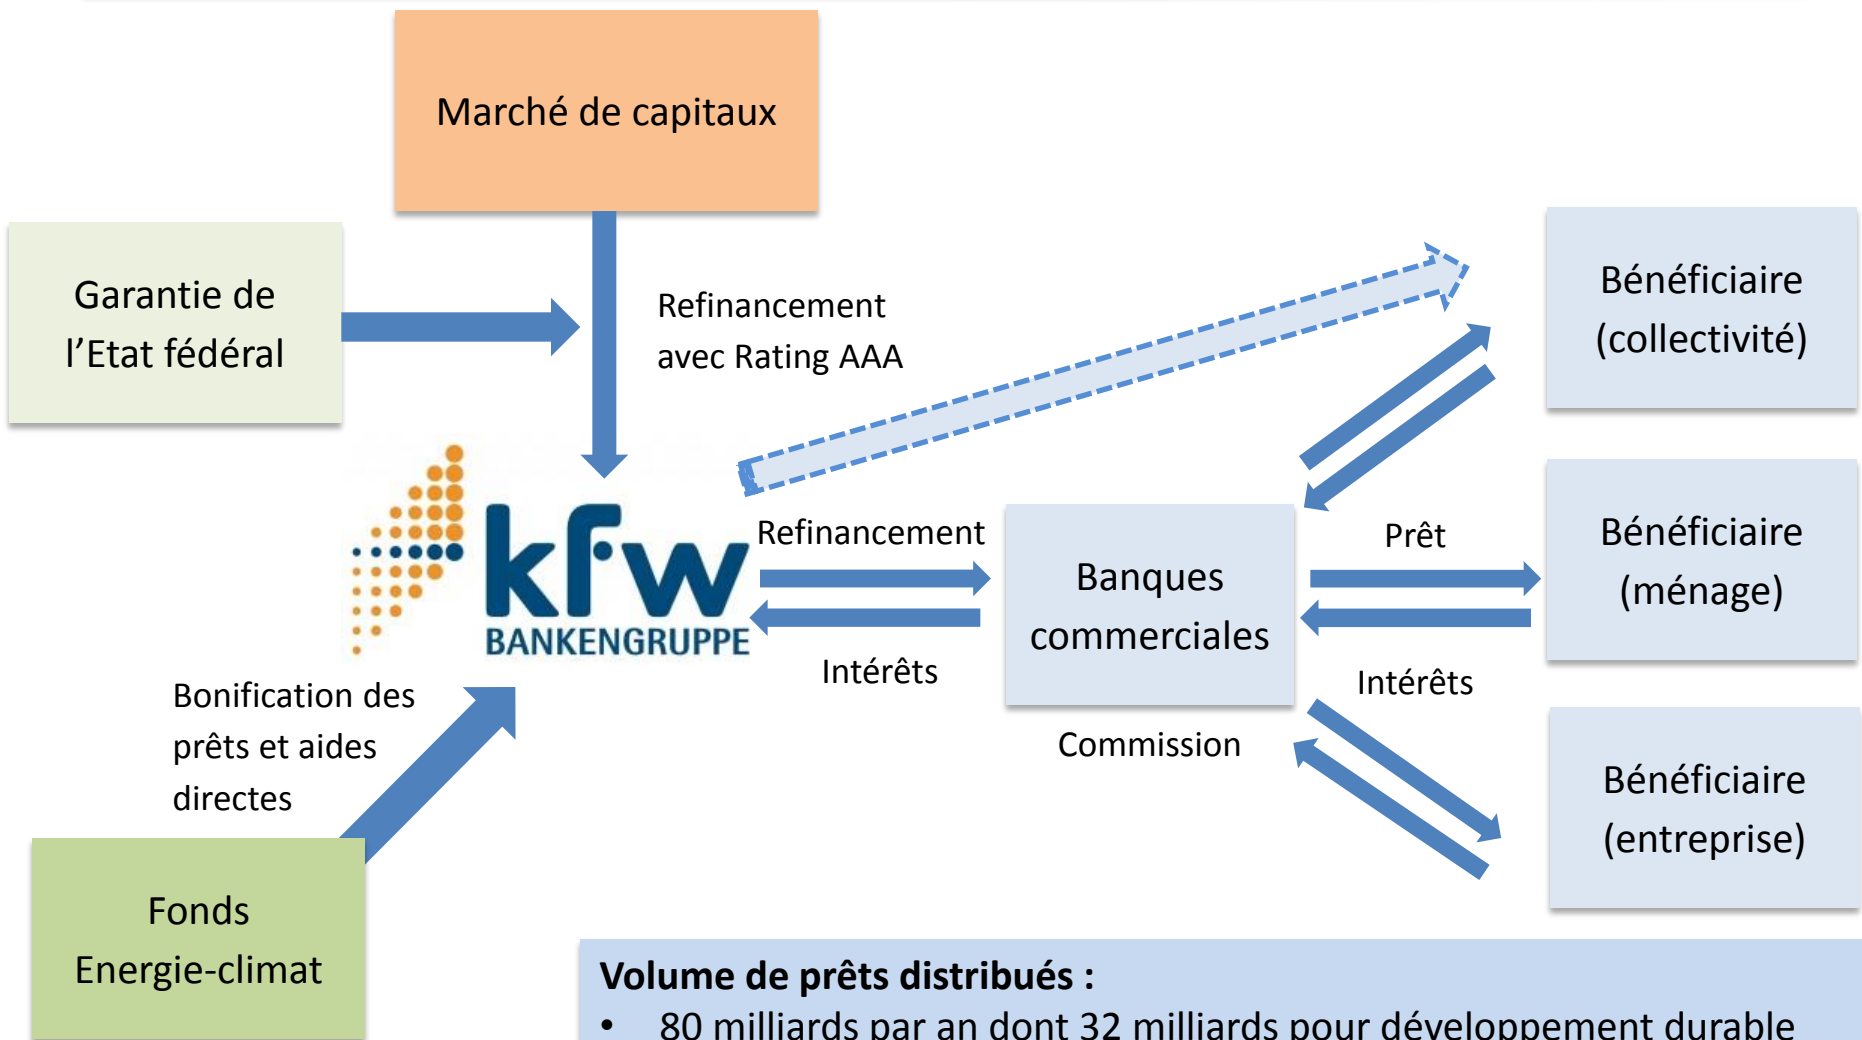 Marché de capitaux
Garantie de
l’Etat fédéral
Refinancement
avec Rating AAA
Bénéficiaire
(collectivité)
kfw
BANKENGRUPPE
Refinancement
Intérêts
Banques
commerciales
Commission
Prêt
Intérêts
Bénéficiaire
(ménage)
Bénéficiaire
(entreprise)
Bonification des
prêts et aides
directes
Fonds
Energie-climat
Volume de prêts distribués :
• 80 milliards par an dont 32 milliards pour développement durable